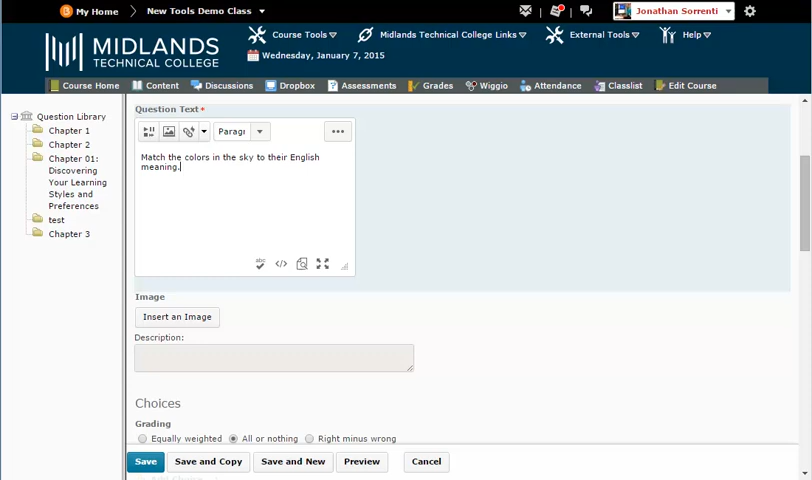 My Home
New Tools Demo Class
Jonathan Sorrenti
MIDLANDS
TECHNICAL COLLEGE
Course Tools
Midlands Technical College Links
External Tools
Help
Wednesday, January 7, 2015
Course Home
Content
Discussions
Dropbox
Assessments
Grades
Wiggio
Attendance
Classlist
Edit Course
Question Library
Chapter 1
Chapter 2
Chapter 01:
Discovering
Your Learning
Styles and
Preferences
test
Chapter 3
Question Text*
Paragr
Match the colors in the sky to their English
meaning.
abc
Image
Insert an Image
Description:
Choices
Grading
Equally weighted
All or nothing
Right minus wrong
Save
Save and Copy
Save and New
Preview
Cancel